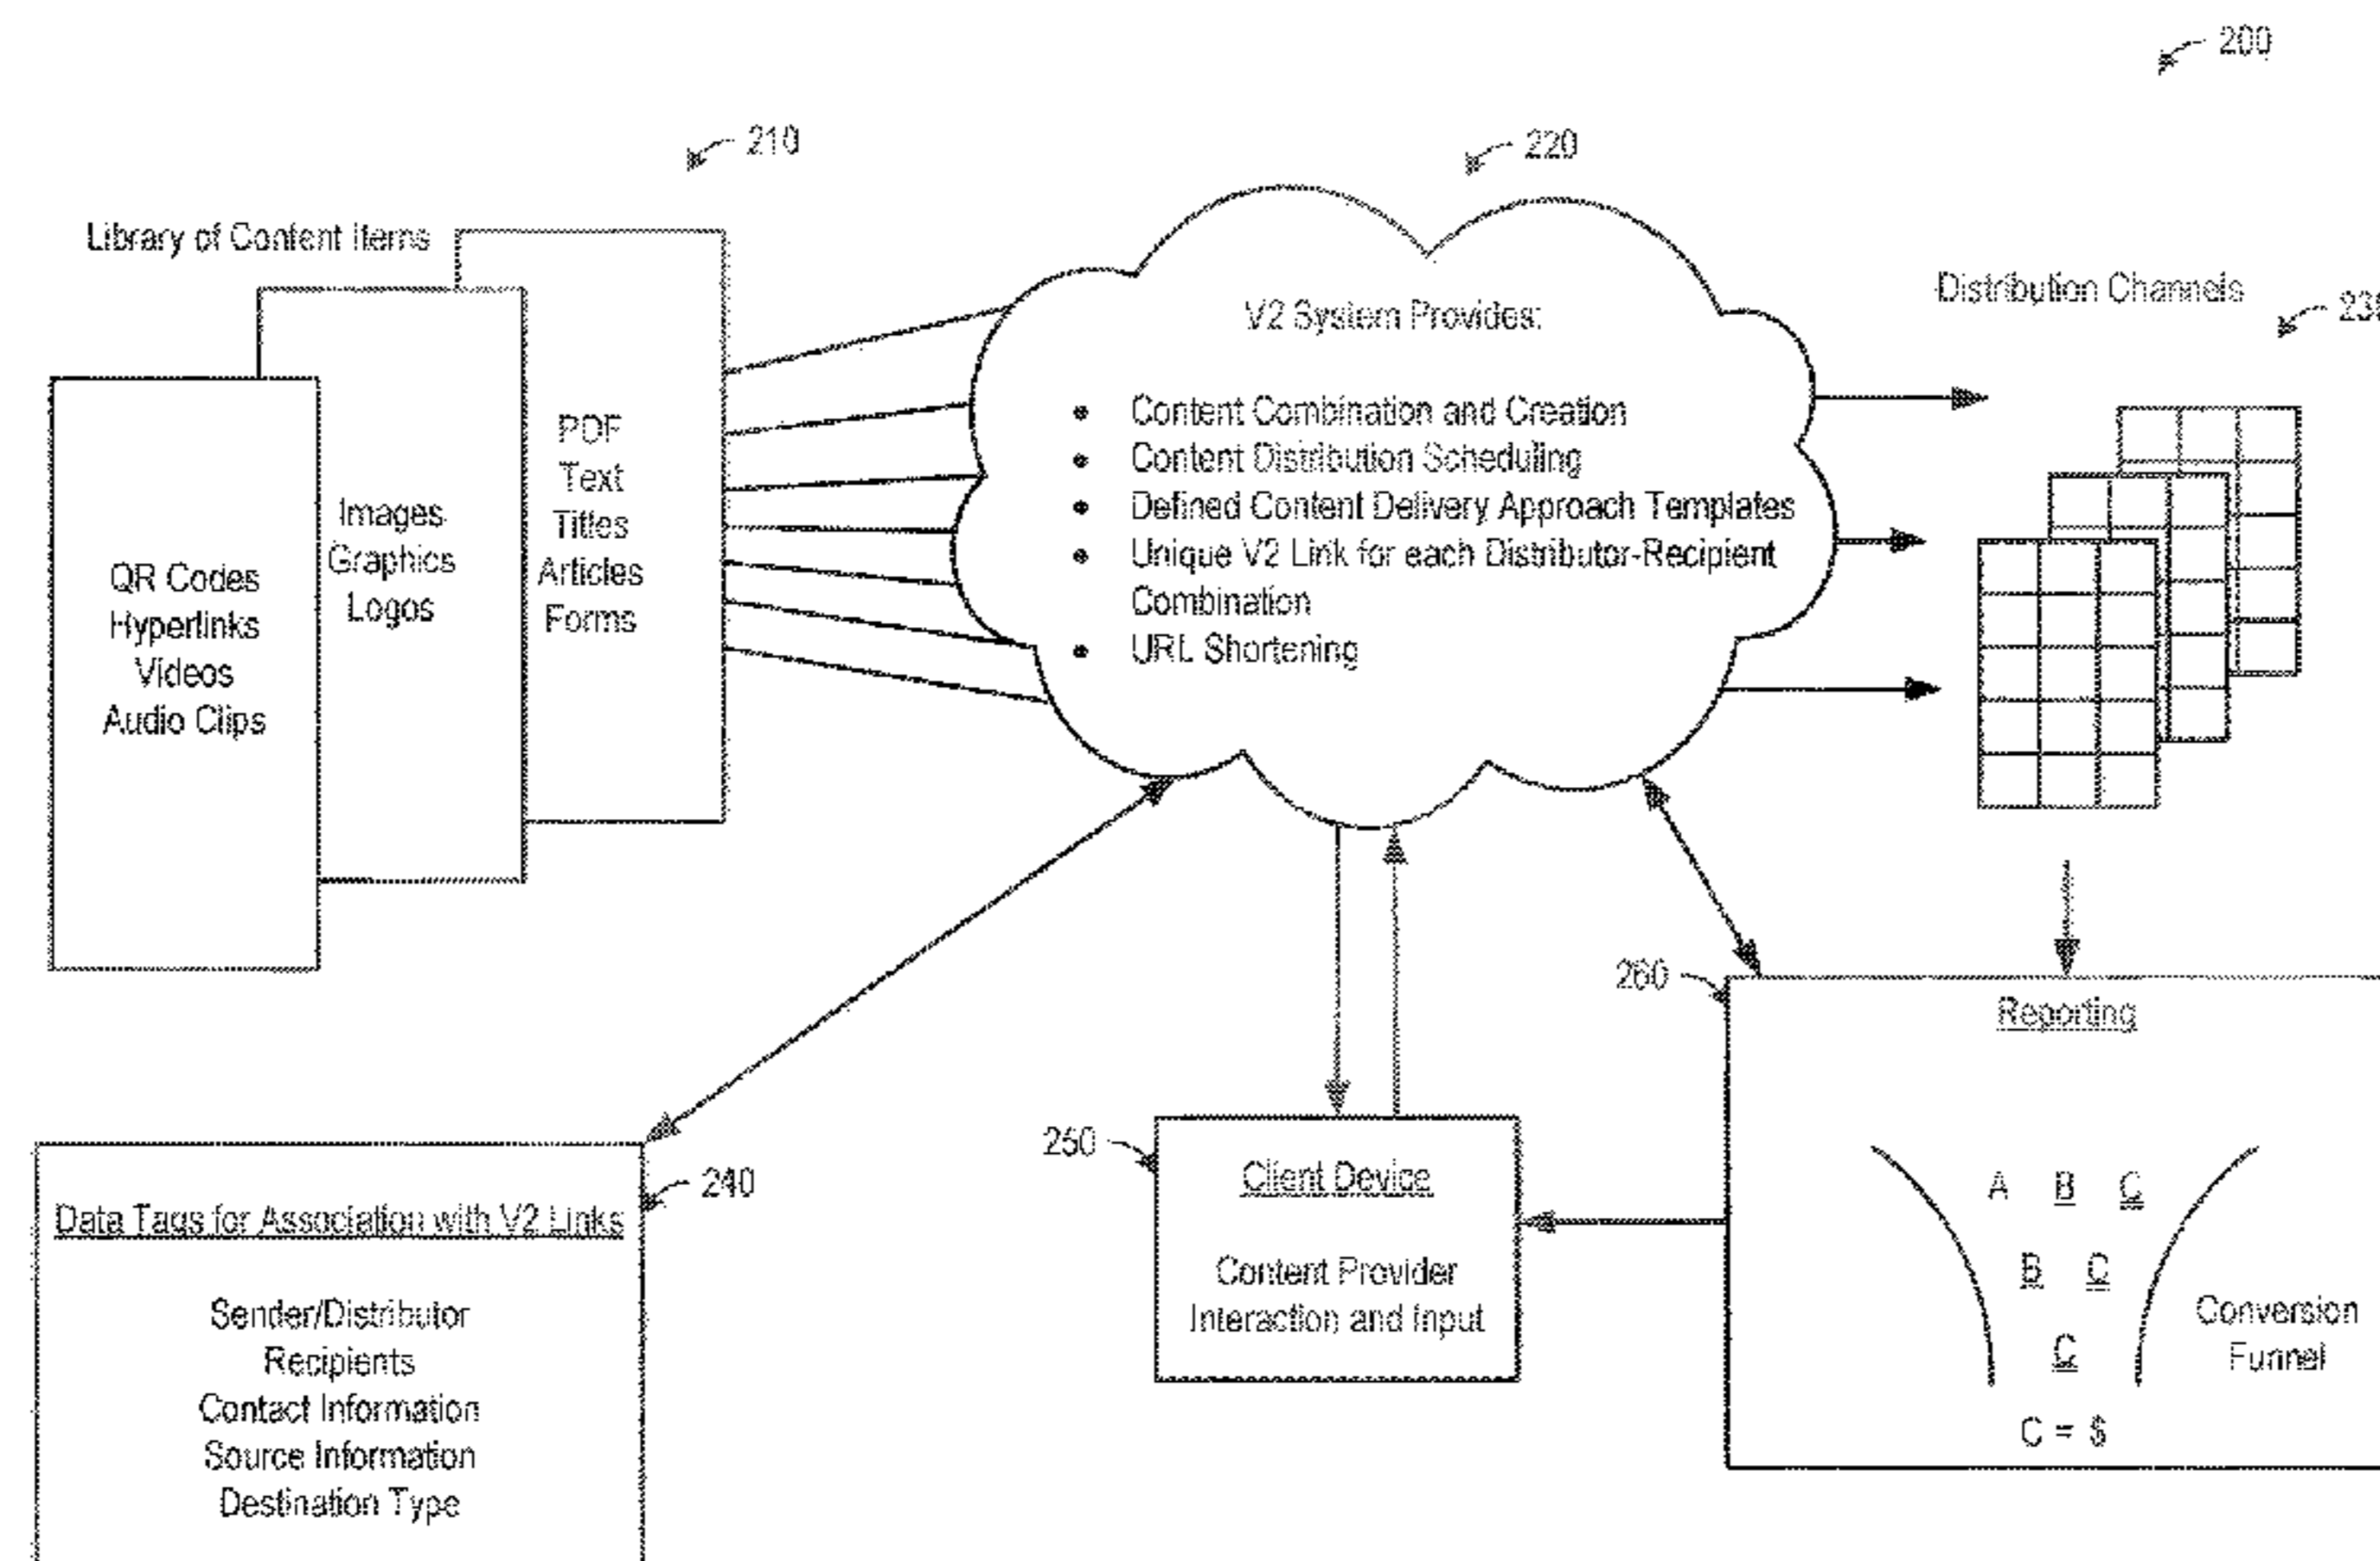 200
210
220
Library of Content Items
Distribution Channels
V2 System Provides:
QR Codes
Hyperlinks
Videos
Audio Clips
Images
Graphics
Logos
PDF
Text
Titles
Articles
Forms
• Content Combination and Creation
• Content Distribution Scheduling
• Defined Content Delivery Approach Templates
• Unique V2 Link for each Distributor-Recipient
Combination
• URL Shortening
240
Data Tags for Association with V2 Links
Sender/Distributor
Recipients
Contact Information
Source Information
Destination Type
250
Client Device
Content Provider
Interaction and Input
260
Reporting
A B C
B C
C
Conversion
Funnel
C = $